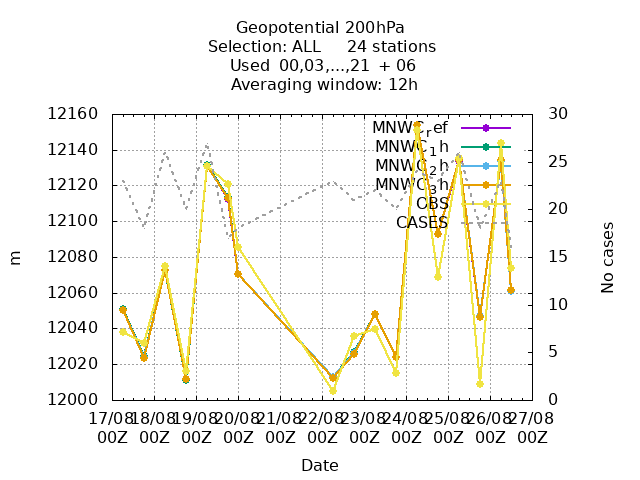 Geopotential 200hPa
Selection: ALL 24 stations
Used 00,03,...,21 + 06
Averaging window: 12h
12160
12140
12120
12100
12080
12060
12040
12020
12000
m
30
25
20
15
10
5
0
No cases
MNWC_ref
MNWC_1h
MNWC_2h
MNWC_3h
OBS
CASES
17/08 18/08 19/08 20/08 21/08 22/08 23/08 24/08 25/08 26/08 27/08
00Z 00Z 00Z 00Z 00Z 00Z 00Z 00Z 00Z 00Z 00Z
Date